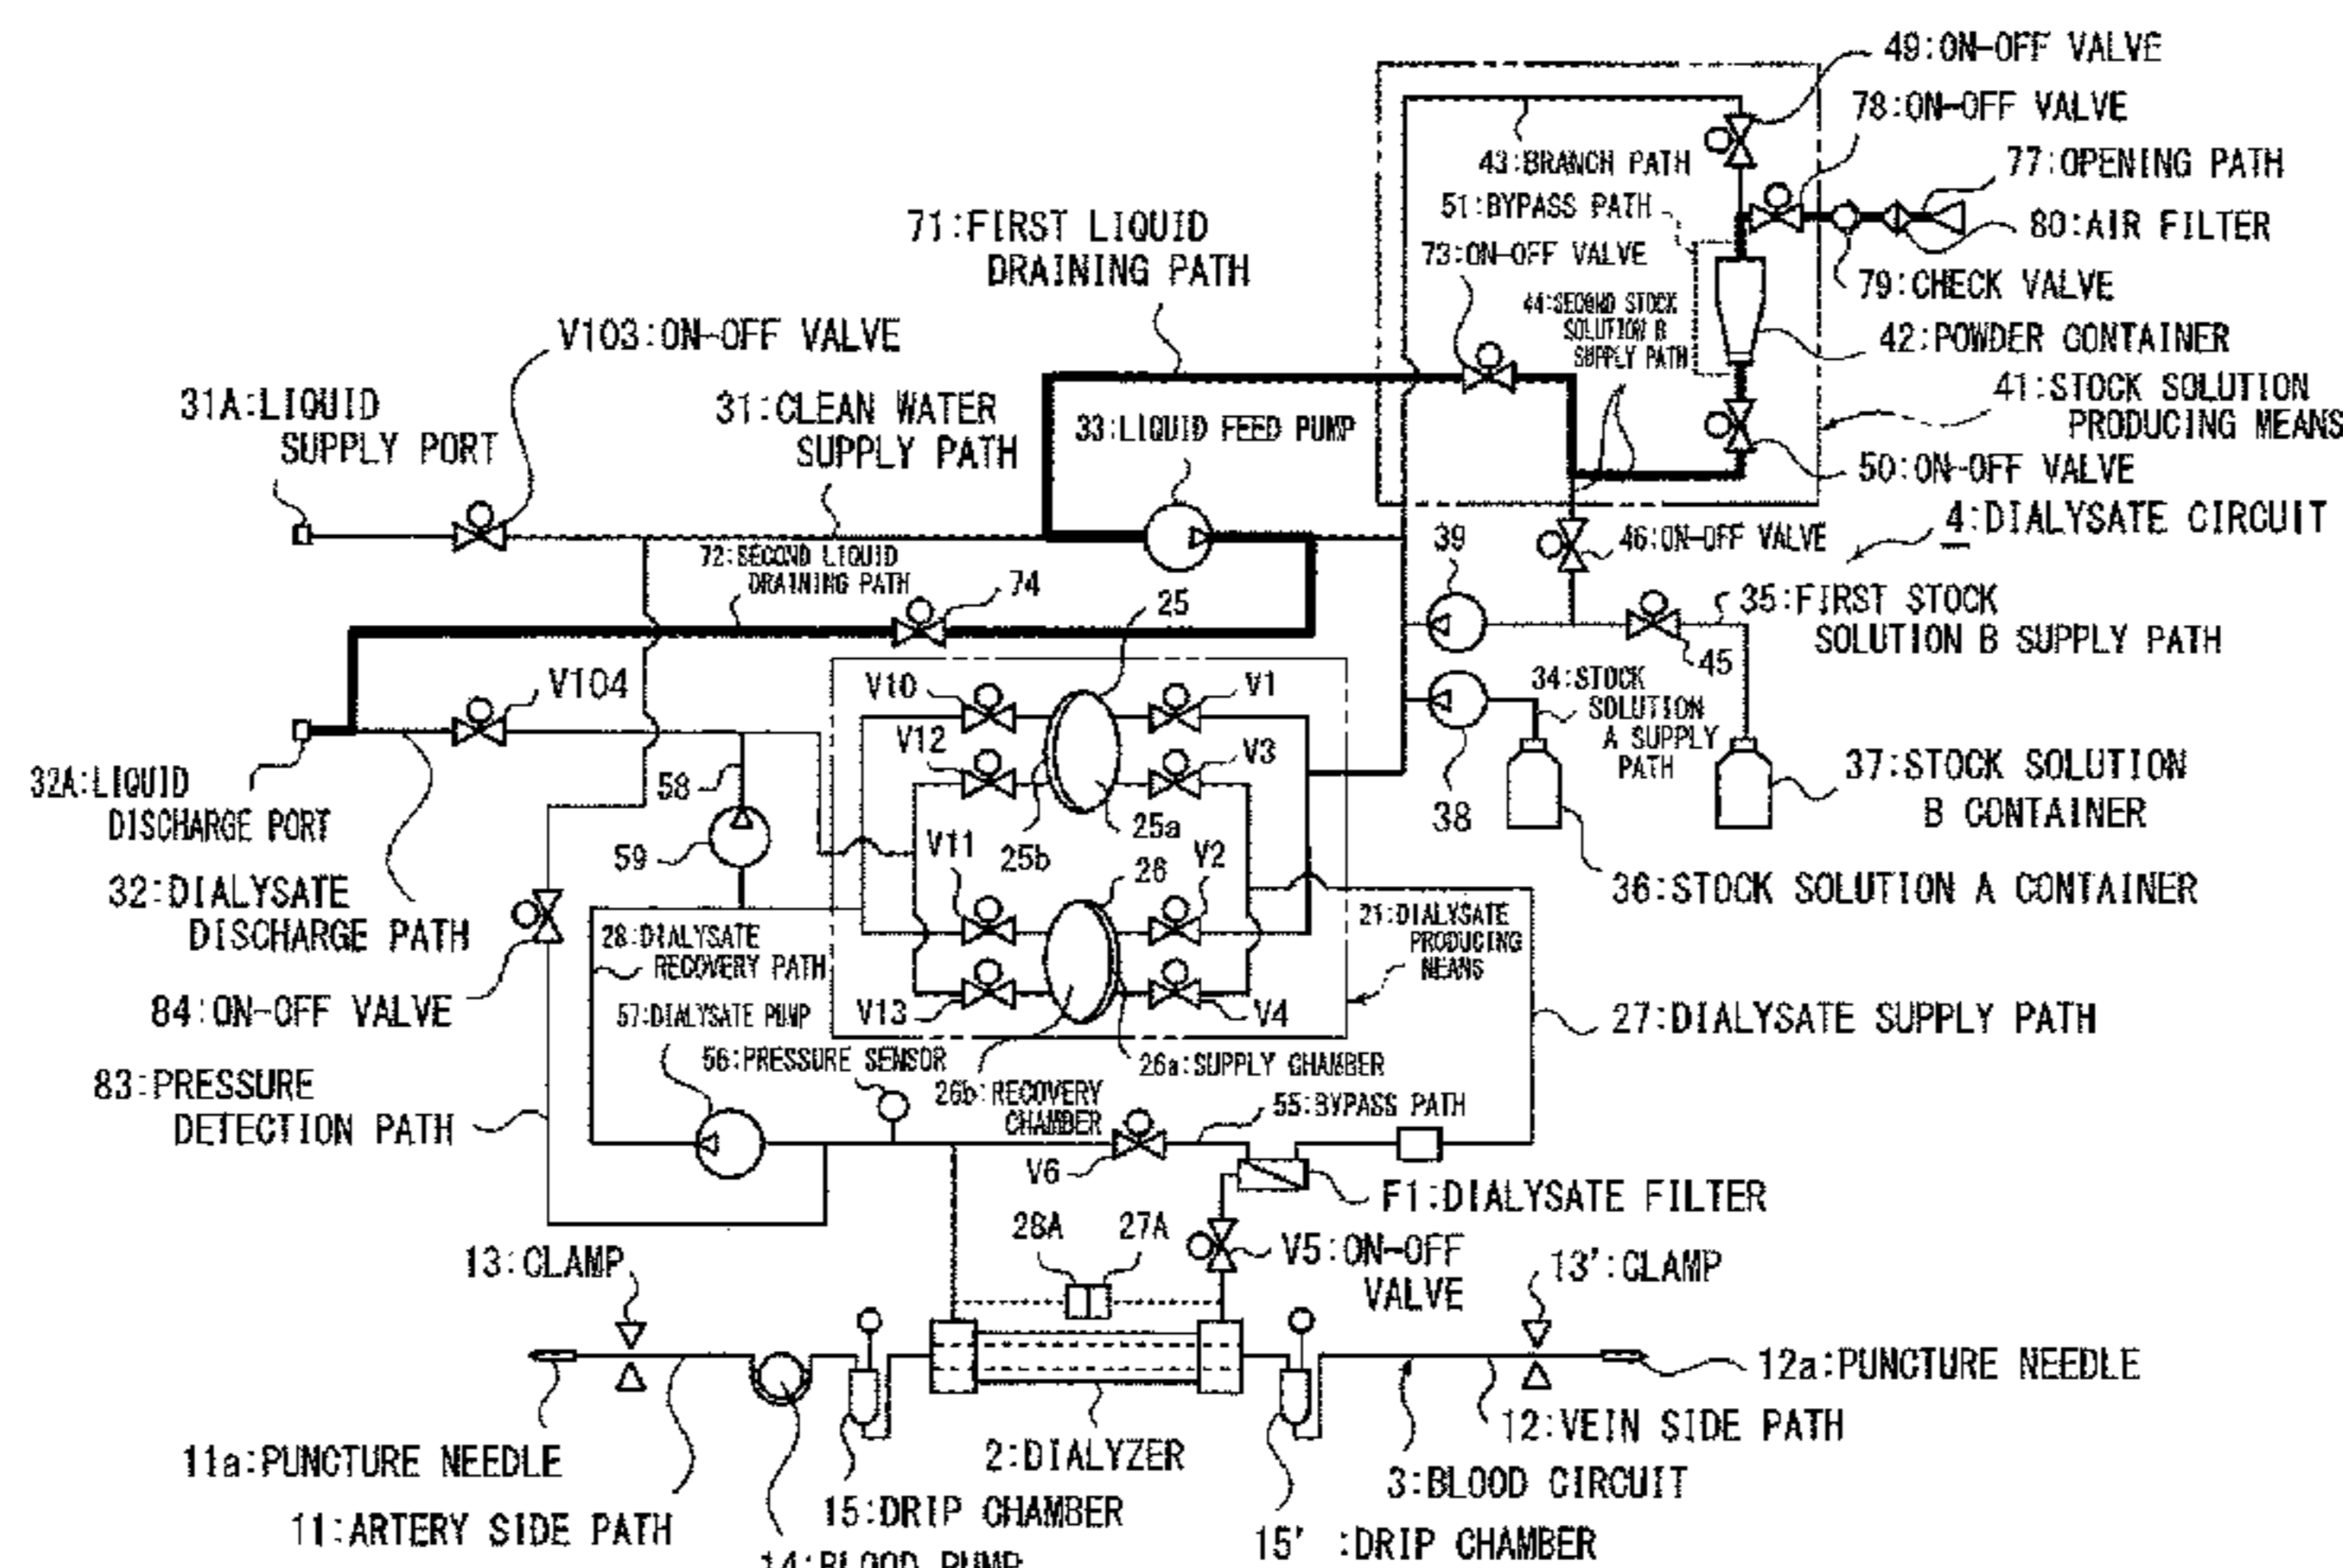 49:ON-OFF VALVE
78:ON-OFF VALVE
43:BRANCH PATH
77:OPENING PATH
51:BYPASS PATH
71:FIRST LIQUID
DRAINING PATH
80:AIR FILTER
73:ON-OFF VALVE
79:CHECK VALVE
44:SECOND STOCK
SOLUTION B
SUPPLY PATH
V103:ON-OFF VALVE
42:POWDER CONTAINER
31A:LIQUID
SUPPLY PORT
31:CLEAN WATER
SUPPLY PATH
33:LIQUID FEED PUMP
41:STOCK SOLUTION
PRODUCING MEANS
50:ON-OFF VALVE
4:DIALYSATE CIRCUIT
39
46:ON-OFF VALVE
72:SECOND LIQUID
DRAINING PATH
74
25
35:FIRST STOCK
SOLUTION B SUPPLY PATH
45
V104
V10
V1
34:STOCK
SOLUTION
A SUPPLY
PATH
V12
V3
32A:LIQUID
DISCHARGE PORT
58
37:STOCK SOLUTION
B CONTAINER
38
25a
59
V11
25b
V2
26
32:DIALYSATE
DISCHARGE PATH
36:STOCK SOLUTION A CONTAINER
28:DIALYSATE
RECOVERY PATH
21:DIALYSATE
PRODUCING
MEANS
84:ON-OFF VALVE
57:DIALYSATE PUMP
V13
V4
27:DIALYSATE SUPPLY PATH
56:PRESSURE SENSOR
26a:SUPPLY CHAMBER
83:PRESSURE
DETECTION PATH
26b:RECOVERY
CHAMBER
55:BYPASS PATH
V6
F1:DIALYSATE FILTER
28A
27A
13:CLAMP
V5:ON-OFF
VALVE
13':CLAMP
12a:PUNCTURE NEEDLE
11a:PUNCTURE NEEDLE
2:DIALYZER
12:VEIN SIDE PATH
3:BLOOD CIRCUIT
11:ARTERY SIDE PATH
15:DRIP CHAMBER
15' :DRIP CHAMBER
14:BLOOD PUMP